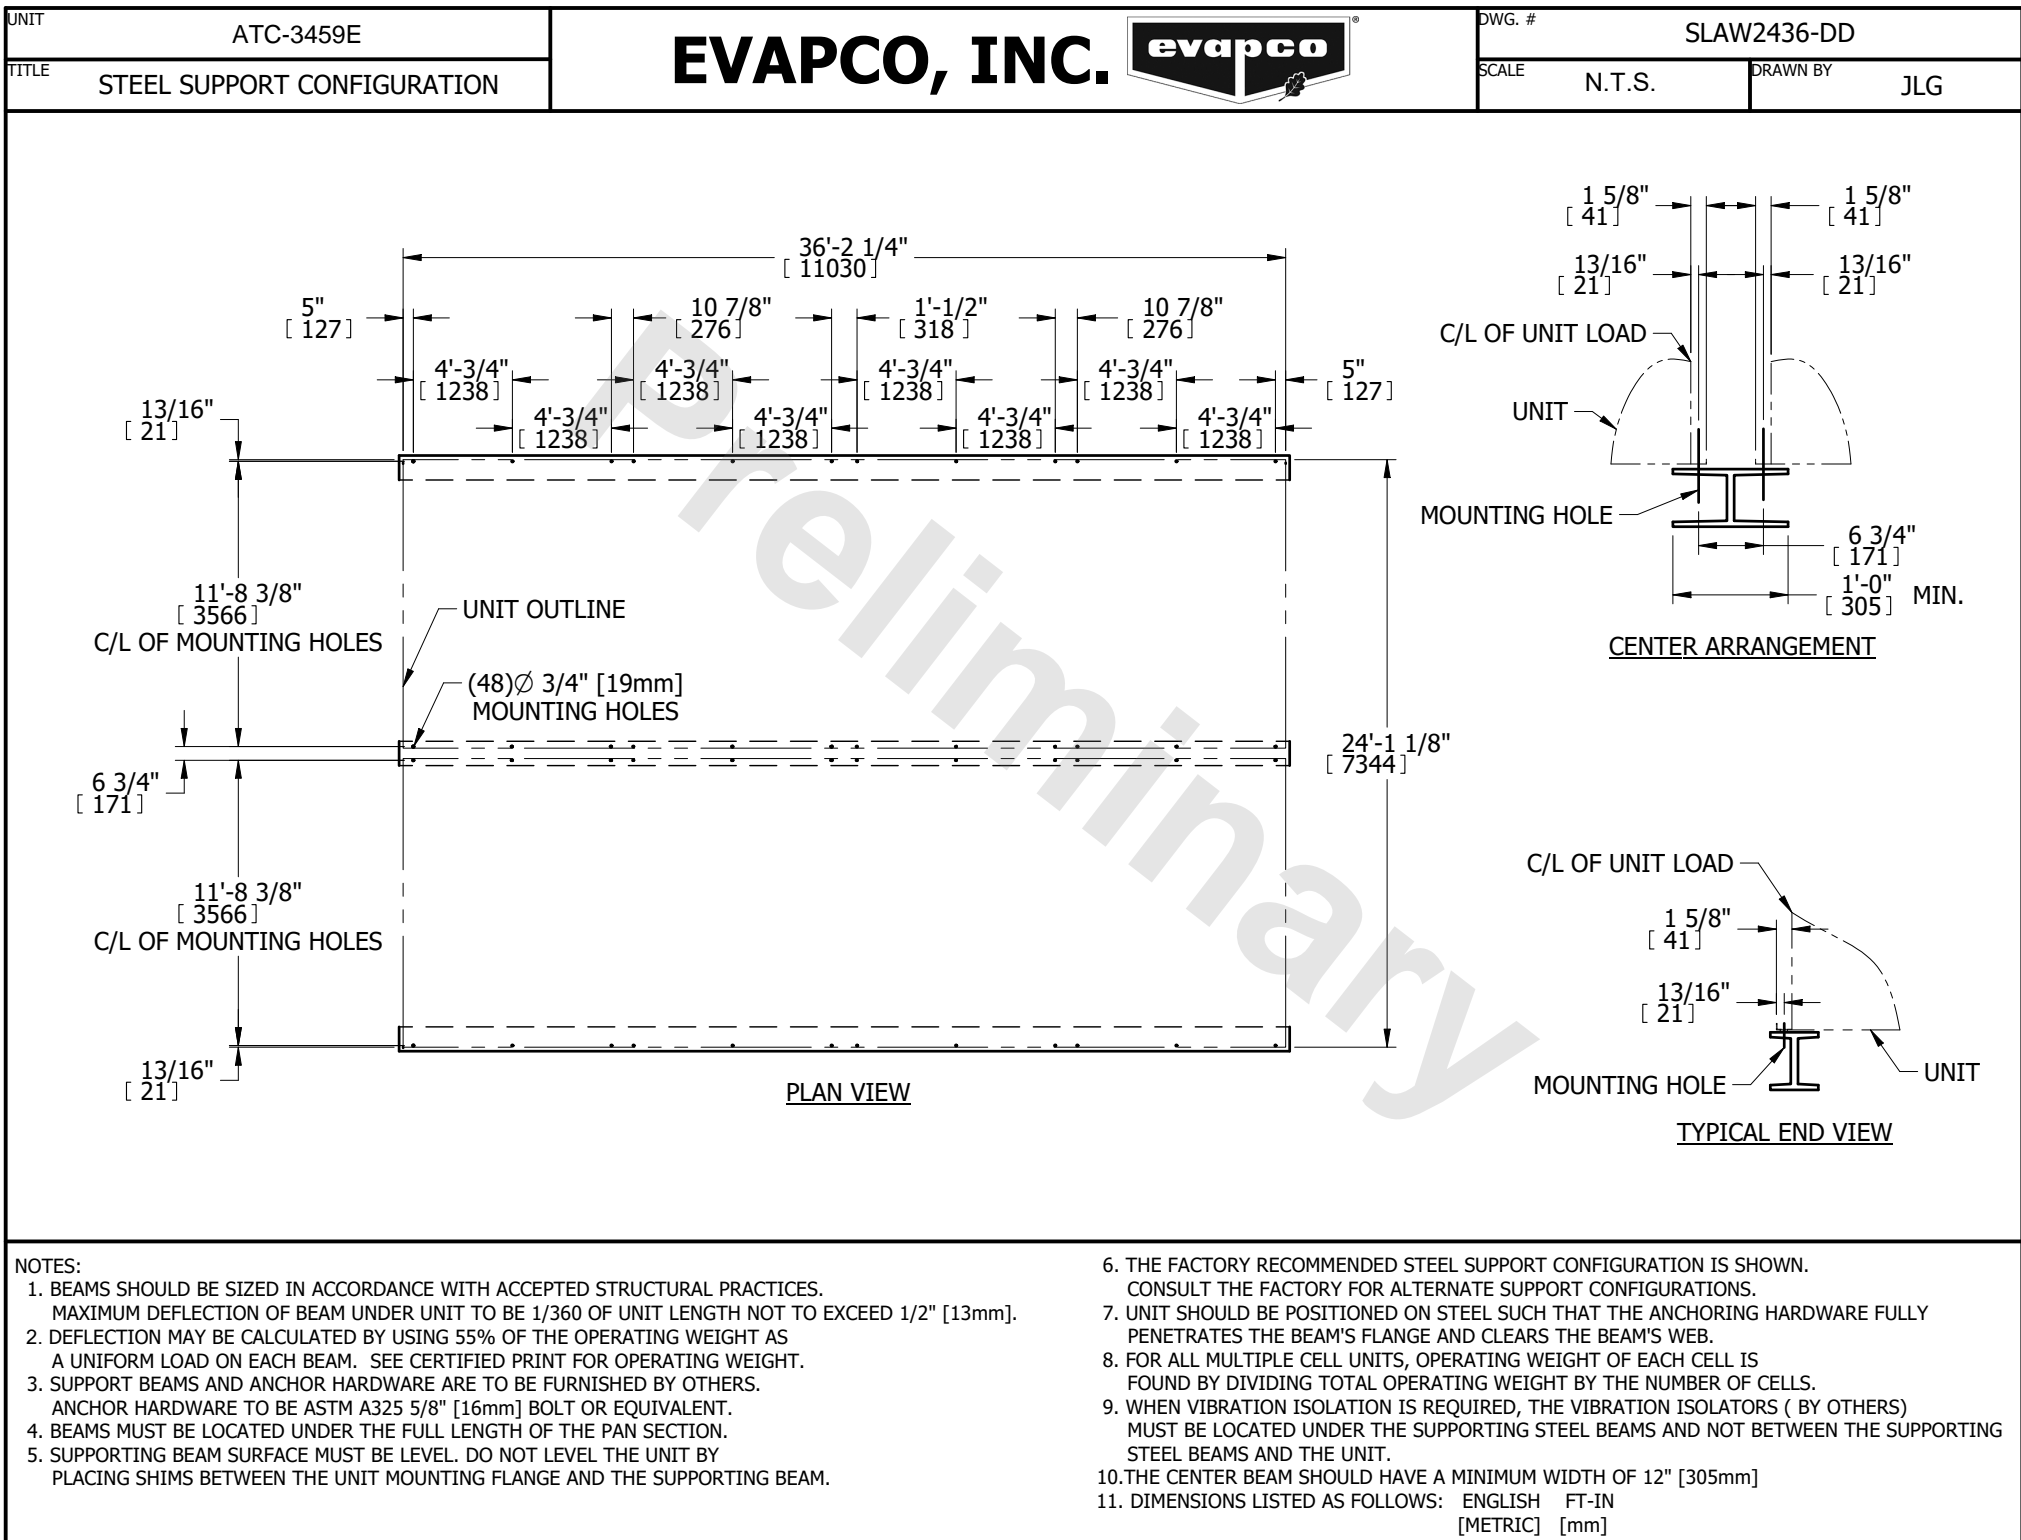 UNIT
ATC-3459E
TITLE
STEEL SUPPORT CONFIGURATION
EVAPCO, INC.
evapco
®
DWG. #
SLAW2436-DD
SCALE
N.T.S.
DRAWN BY
JLG
36'-2 1/4"
[ 11030 ]
5"
[ 127 ]
10 7/8"
[ 276 ]
1'-1/2"
[ 318 ]
10 7/8"
[ 276 ]
4'-3/4"
[ 1238 ]
4'-3/4"
[ 1238 ]
4'-3/4"
[ 1238 ]
4'-3/4"
[ 1238 ]
5"
[ 127 ]
4'-3/4"
[ 1238 ]
4'-3/4"
[ 1238 ]
4'-3/4"
[ 1238 ]
4'-3/4"
[ 1238 ]
13/16"
[ 21 ]
11'-8 3/8"
[ 3566 ]
C/L OF MOUNTING HOLES
UNIT OUTLINE
(48)Ø 3/4" [19mm]
MOUNTING HOLES
6 3/4"
[ 171 ]
24'-1 1/8"
[ 7344 ]
11'-8 3/8"
[ 3566 ]
C/L OF MOUNTING HOLES
13/16"
[ 21 ]
PLAN VIEW
Preliminary
1 5/8"
[ 41 ]
1 5/8"
[ 41 ]
13/16"
[ 21 ]
13/16"
[ 21 ]
C/L OF UNIT LOAD
UNIT
MOUNTING HOLE
6 3/4"
[ 171 ]
1'-0"
[ 305 ] MIN.
CENTER ARRANGEMENT
C/L OF UNIT LOAD
1 5/8"
[ 41 ]
13/16"
[ 21 ]
MOUNTING HOLE
UNIT
TYPICAL END VIEW
NOTES:
1. BEAMS SHOULD BE SIZED IN ACCORDANCE WITH ACCEPTED STRUCTURAL PRACTICES.
MAXIMUM DEFLECTION OF BEAM UNDER UNIT TO BE 1/360 OF UNIT LENGTH NOT TO EXCEED 1/2" [13mm].
2. DEFLECTION MAY BE CALCULATED BY USING 55% OF THE OPERATING WEIGHT AS
A UNIFORM LOAD ON EACH BEAM. SEE CERTIFIED PRINT FOR OPERATING WEIGHT.
3. SUPPORT BEAMS AND ANCHOR HARDWARE ARE TO BE FURNISHED BY OTHERS.
ANCHOR HARDWARE TO BE ASTM A325 5/8" [16mm] BOLT OR EQUIVALENT.
4. BEAMS MUST BE LOCATED UNDER THE FULL LENGTH OF THE PAN SECTION.
5. SUPPORTING BEAM SURFACE MUST BE LEVEL. DO NOT LEVEL THE UNIT BY
PLACING SHIMS BETWEEN THE UNIT MOUNTING FLANGE AND THE SUPPORTING BEAM.
6. THE FACTORY RECOMMENDED STEEL SUPPORT CONFIGURATION IS SHOWN.
CONSULT THE FACTORY FOR ALTERNATE SUPPORT CONFIGURATIONS.
7. UNIT SHOULD BE POSITIONED ON STEEL SUCH THAT THE ANCHORING HARDWARE FULLY
PENETRATES THE BEAM'S FLANGE AND CLEARS THE BEAM'S WEB.
8. FOR ALL MULTIPLE CELL UNITS, OPERATING WEIGHT OF EACH CELL IS
FOUND BY DIVIDING TOTAL OPERATING WEIGHT BY THE NUMBER OF CELLS.
9. WHEN VIBRATION ISOLATION IS REQUIRED, THE VIBRATION ISOLATORS ( BY OTHERS)
MUST BE LOCATED UNDER THE SUPPORTING STEEL BEAMS AND NOT BETWEEN THE SUPPORTING
STEEL BEAMS AND THE UNIT.
10.THE CENTER BEAM SHOULD HAVE A MINIMUM WIDTH OF 12" [305mm]
11. DIMENSIONS LISTED AS FOLLOWS: ENGLISH FT-IN
[METRIC] [mm]